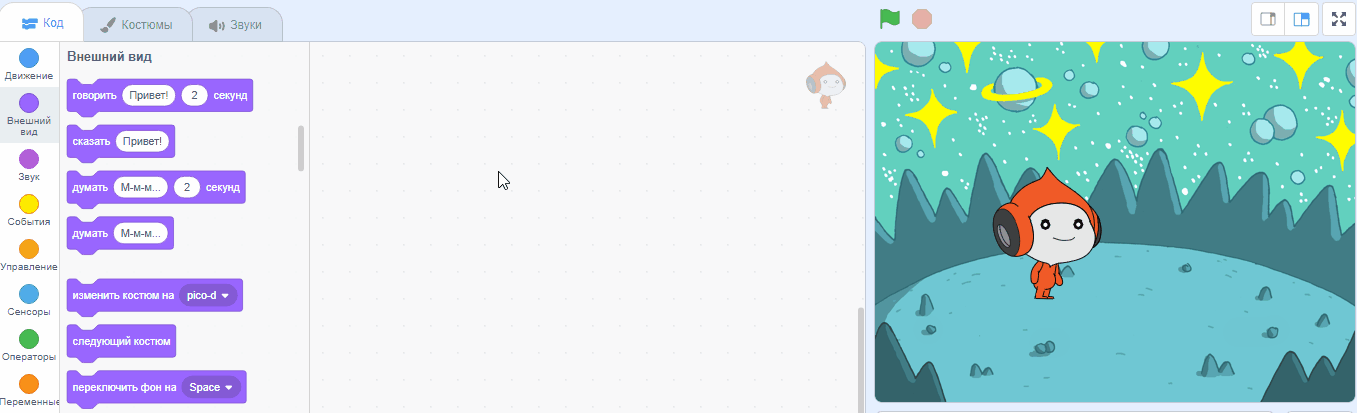 Код
Костюмы
Звуки
Движение
Внешний
вид
Звук
События
Управление
Сенсоры
Операторы
Переменные
Внешний вид
говорить Привет! 2 секунд
сказать Привет!
думать М-м-м... 2 секунд
думать М-м-м...
изменить костюм на pico-d
следующий костюм
переключить фон на Space